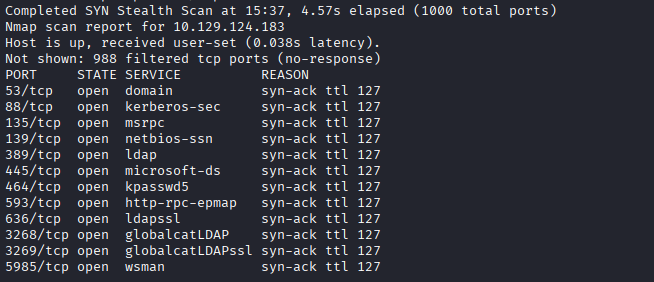 Completed SYN Stealth Scan at 15:37, 4.57s elapsed (1000 total ports)
Nmap scan report for 10.129.124.183
Host is up, received user-set (0.038s latency).
Not shown: 988 filtered tcp ports (no-response)
PORT     STATE SERVICE          REASON
53/tcp   open  domain           syn-ack ttl 127
88/tcp   open  kerberos-sec     syn-ack ttl 127
135/tcp  open  msrpc            syn-ack ttl 127
139/tcp  open  netbios-ssn      syn-ack ttl 127
389/tcp  open  ldap             syn-ack ttl 127
445/tcp  open  microsoft-ds     syn-ack ttl 127
464/tcp  open  kpasswd5         syn-ack ttl 127
593/tcp  open  http-rpc-epmap   syn-ack ttl 127
636/tcp  open  ldapssl          syn-ack ttl 127
3268/tcp open  globalcatLDAP    syn-ack ttl 127
3269/tcp open  globalcatLDAPssl syn-ack ttl 127
5985/tcp open  wsman            syn-ack ttl 127